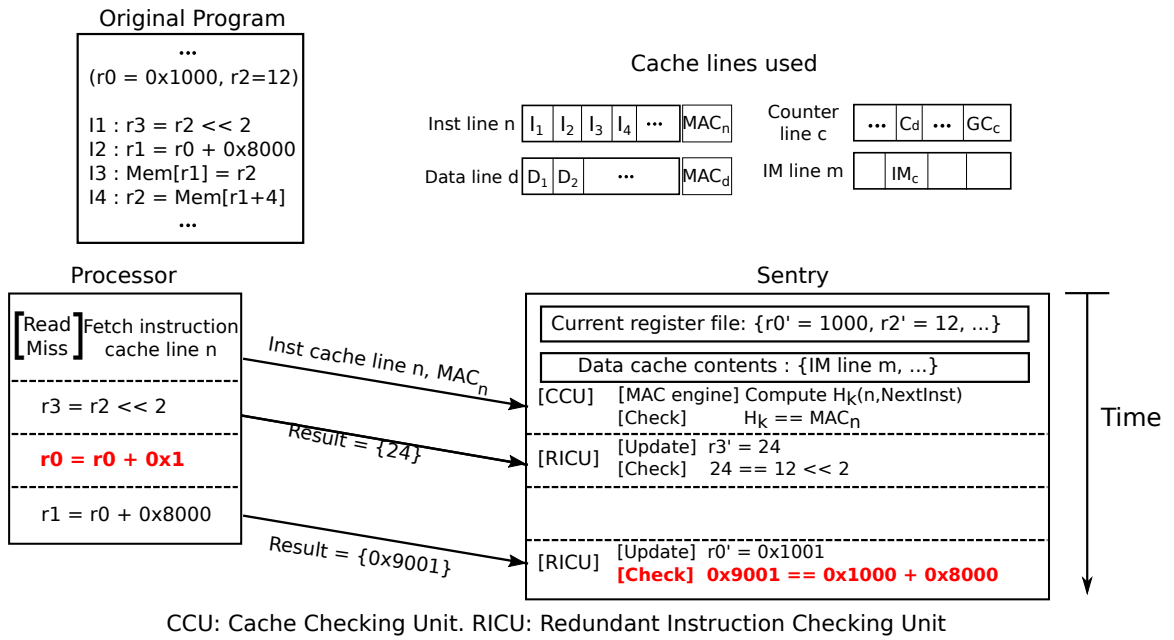 Original Program
...
(r0 = 0x1000, r2=12)
I1 : r3 = r2 << 2
I2 : r1 = r0 + 0x8000
I3 : Mem[r1] = r2
I4 : r2 = Mem[r1+4]
...
Cache lines used
Inst line n I1 I2 I3 I4 ... MACn
Data line d D1 D2 ... MACd
Counter line c ... Cd ... GCc
IM line m IMc
Processor
[Read Miss] Fetch instruction cache line n
r3 = r2 << 2
r0 = r0 + 0x1
r1 = r0 + 0x8000
Inst cache line n, MACn
Result = {24}
Result = {0x9001}
Sentry
Current register file: {r0' = 1000, r2' = 12, ...}
Data cache contents : {IM line m, ...}
[CCU] [MAC engine] Compute Hk(n,NextInst)
[Check] Hk == MACn
[RICU] [Update] r3' = 24
[Check] 24 == 12 << 2
[RICU] [Update] r0' = 0x1001
[Check] 0x9001 == 0x1000 + 0x8000
Time
CCU: Cache Checking Unit. RICU: Redundant Instruction Checking Unit